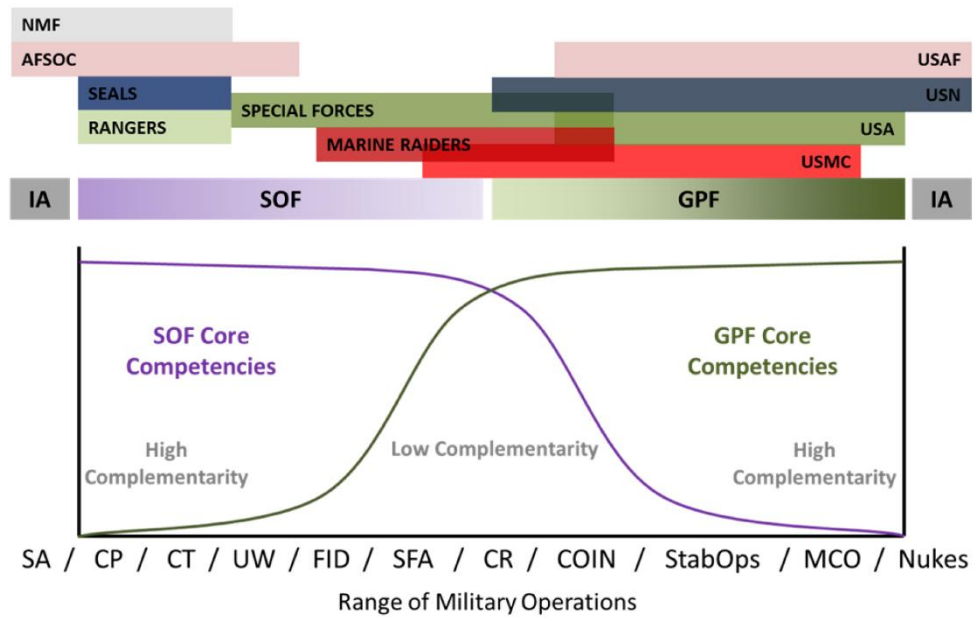 NMF
AFSOC
USAF
SEALS
USN
SPECIAL FORCES
RANGERS
USA
MARINE RAIDERS
USMC
IA SOF GPF IA
SOF Core
Competencies
GPF Core
Competencies
High
Complementarity
Low Complementarity
High
Complementarity
SA / CP / CT / UW / FID / SFA / CR / COIN / StabOps / MCO / Nukes
Range of Military Operations